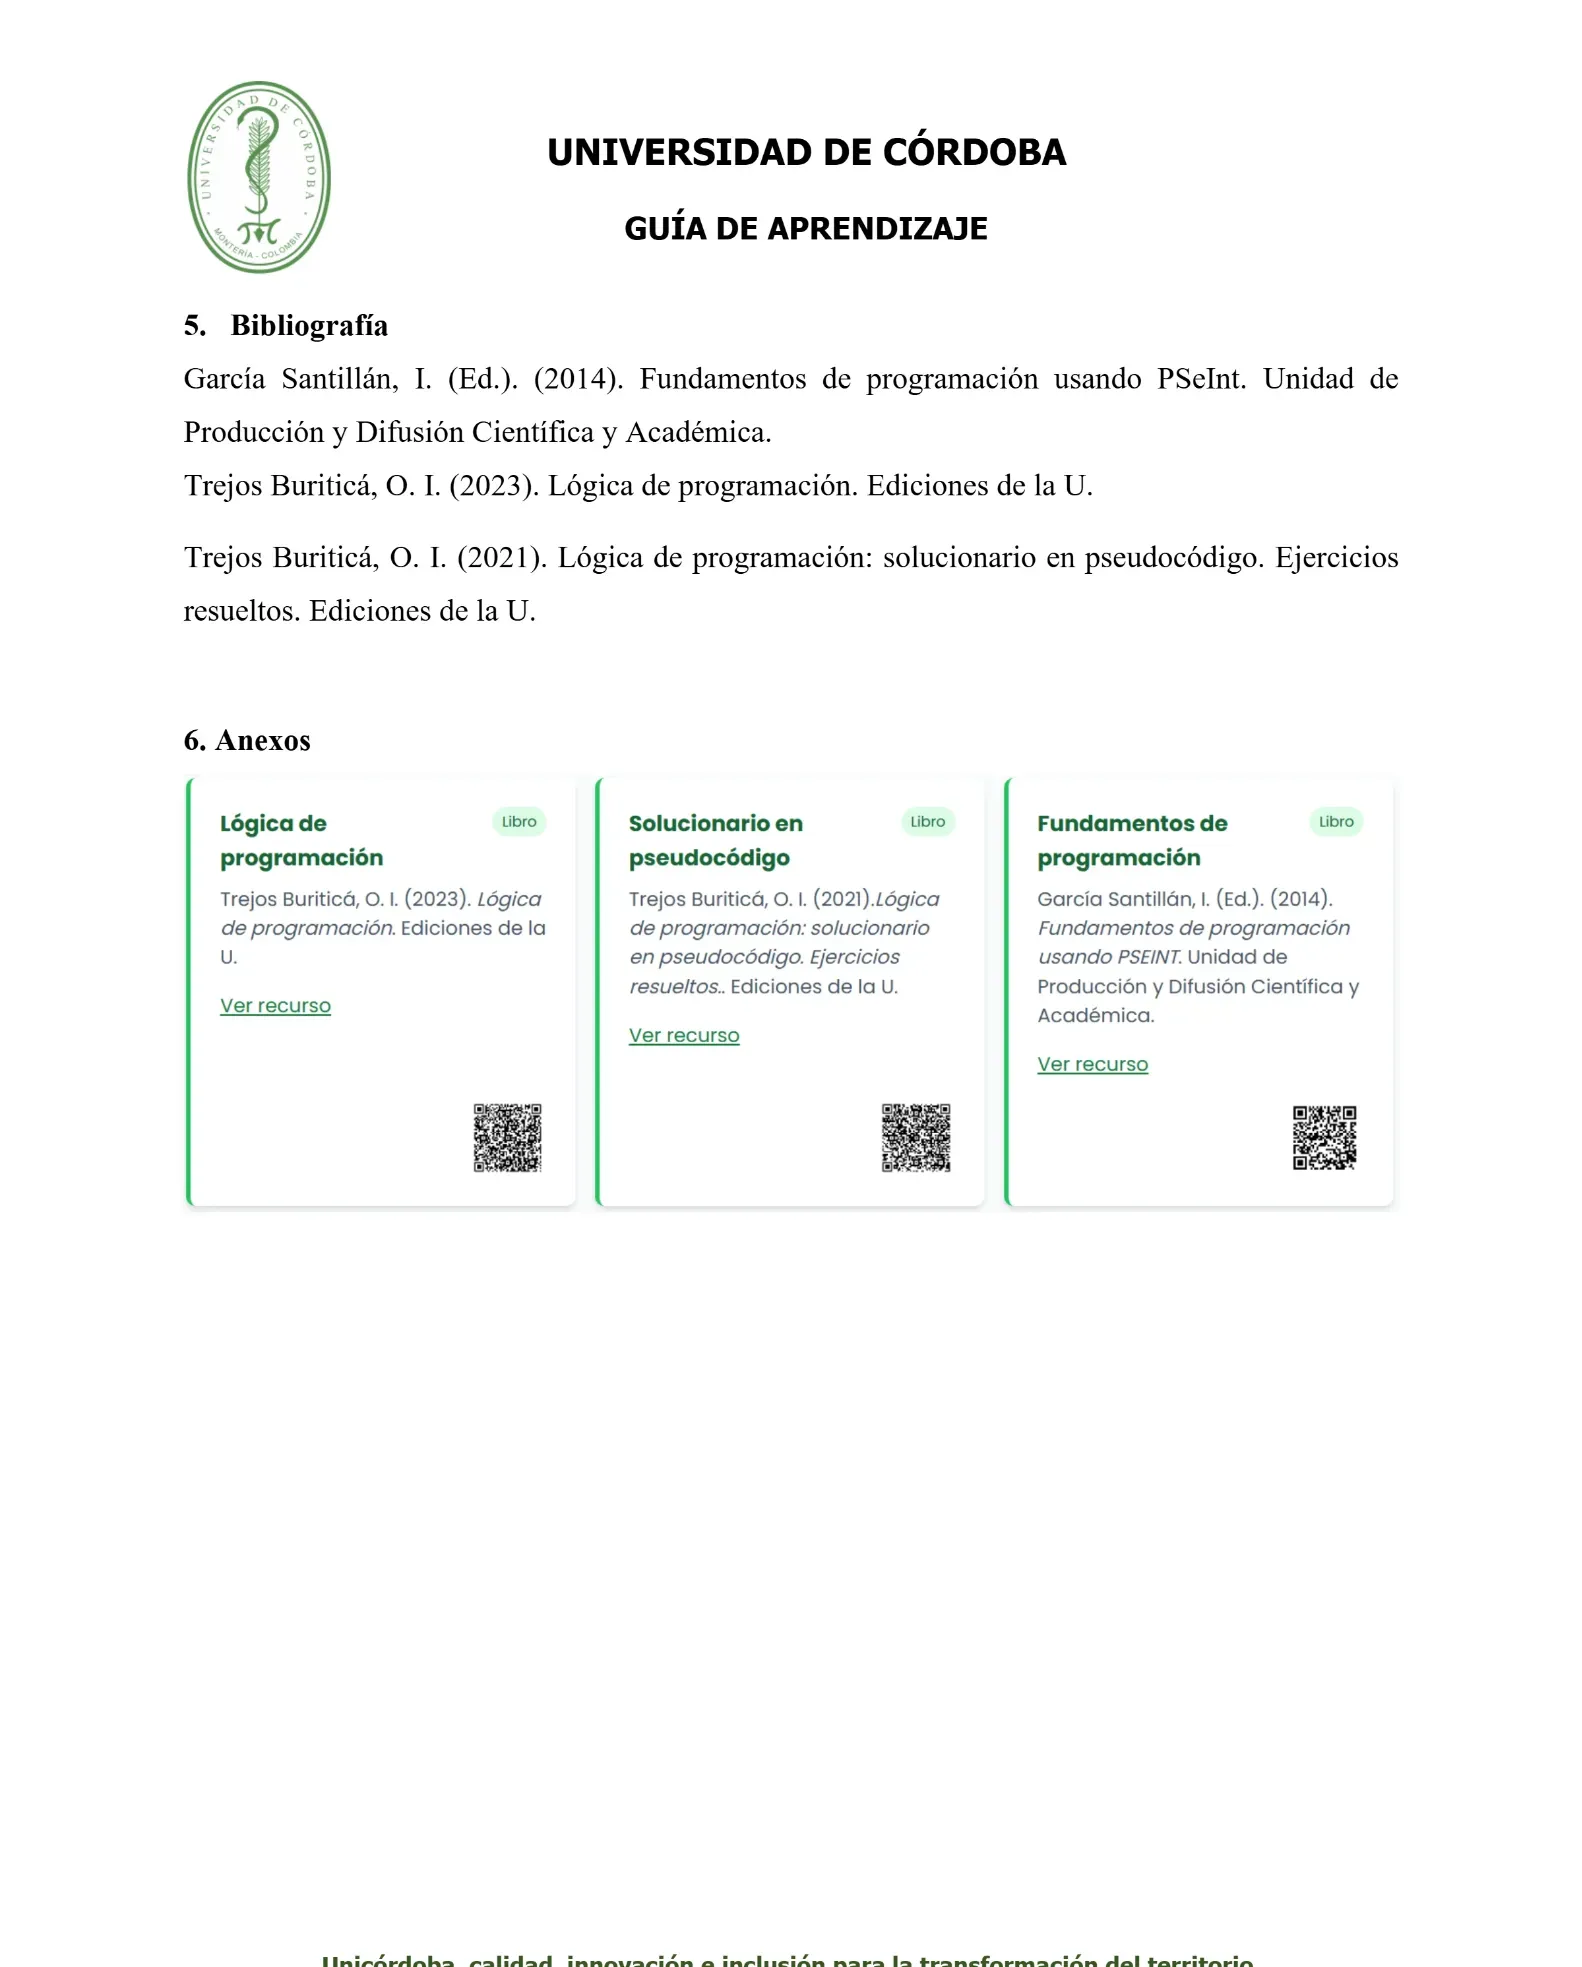 UNIVERSIDAD DE CÓRDOBA
MONTERÍA - COLOMBIA
UNIVERSIDAD DE CÓRDOBA
GUÍA DE APRENDIZAJE
5. Bibliografía
García Santillán, I. (Ed.). (2014). Fundamentos de programación usando PSeInt. Unidad de
Producción y Difusión Científica y Académica.
Trejos Buriticá, O. I. (2023). Lógica de programación. Ediciones de la U.
Trejos Buriticá, O. I. (2021). Lógica de programación: solucionario en pseudocódigo. Ejercicios
resueltos. Ediciones de la U.
6. Anexos
Lógica de
programación
Libro
Trejos Buriticá, O. I. (2023). Lógica
de programación. Ediciones de la
U.
Ver recurso
Solucionario en
pseudocódigo
Libro
Trejos Buriticá, O. I. (2021).Lógica
de programación: solucionario
en pseudocódigo. Ejercicios
resueltos.. Ediciones de la U.
Ver recurso
Fundamentos de
programación
Libro
García Santillán, I. (Ed.). (2014).
Fundamentos de programación
usando PSEINT. Unidad de
Producción y Difusión Científica y
Académica.
Ver recurso
Unicórdoba, calidad, innovación e inclusión para la transformación del territorio